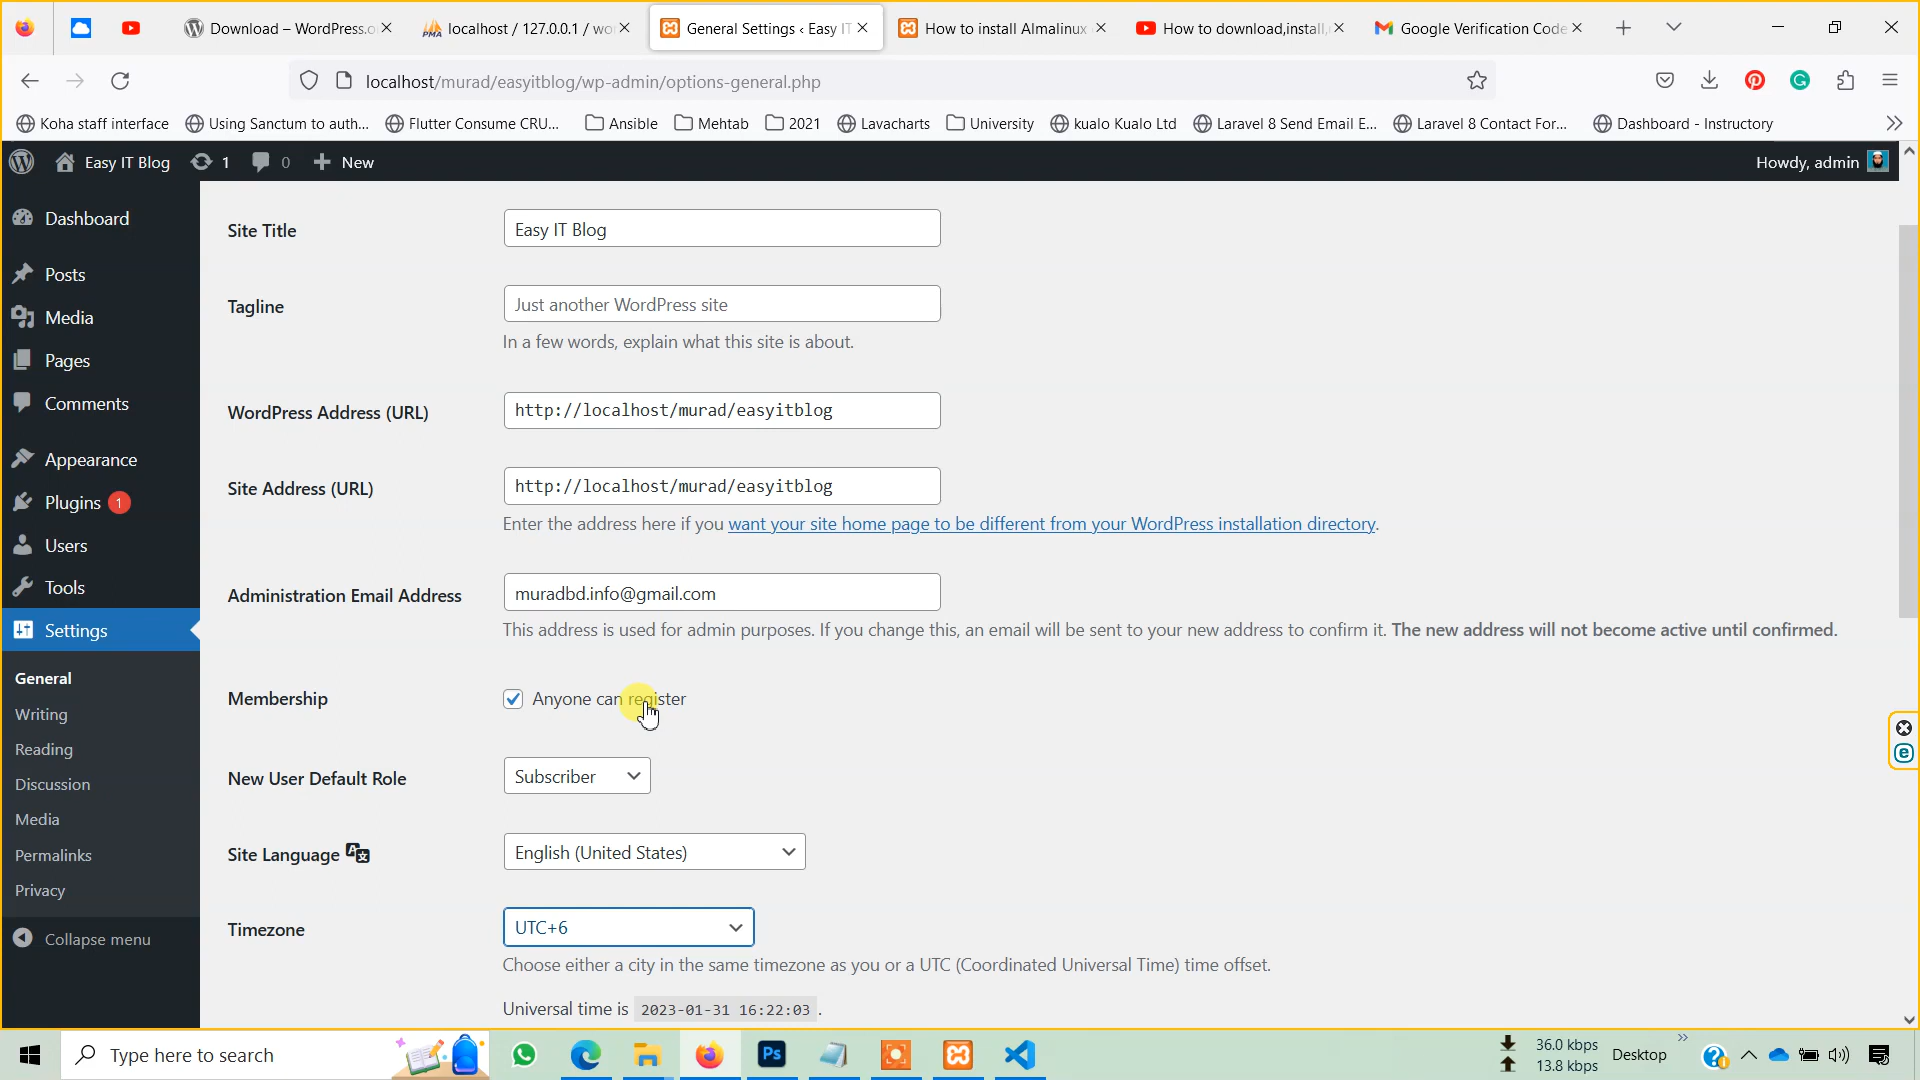 Download – WordPress.o
localhost / 127.0.0.1 / wo
General Settings ‹ Easy IT
How to install Almalinux
How to download,install,
Google Verification Code
localhost/murad/easyitblog/wp-admin/options-general.php
Koha staff interface
Using Sanctum to auth...
Flutter Consume CRU...
Ansible
Mehtab
2021
Lavacharts
University
kualo Kualo Ltd
Laravel 8 Send Email E...
Laravel 8 Contact For...
Dashboard - Instructory
Easy IT Blog
1
0
New
Howdy, admin
Dashboard
Posts
Media
Pages
Comments
Appearance
Plugins 1
Users
Tools
Settings
General
Writing
Reading
Discussion
Media
Permalinks
Privacy
Collapse menu
Site Title
Easy IT Blog
Tagline
Just another WordPress site
In a few words, explain what this site is about.
WordPress Address (URL)
http://localhost/murad/easyitblog
Site Address (URL)
http://localhost/murad/easyitblog
Enter the address here if you want your site home page to be different from your WordPress installation directory.
Administration Email Address
muradbd.info@gmail.com
This address is used for admin purposes. If you change this, an email will be sent to your new address to confirm it. The new address will not become active until confirmed.
Membership
Anyone can register
New User Default Role
Subscriber
Site Language
English (United States)
Timezone
UTC+6
Choose either a city in the same timezone as you or a UTC (Coordinated Universal Time) time offset.
Universal time is 2023-01-31 16:22:03 .
Type here to search
Ps
36.0 kbps
13.8 kbps
Desktop